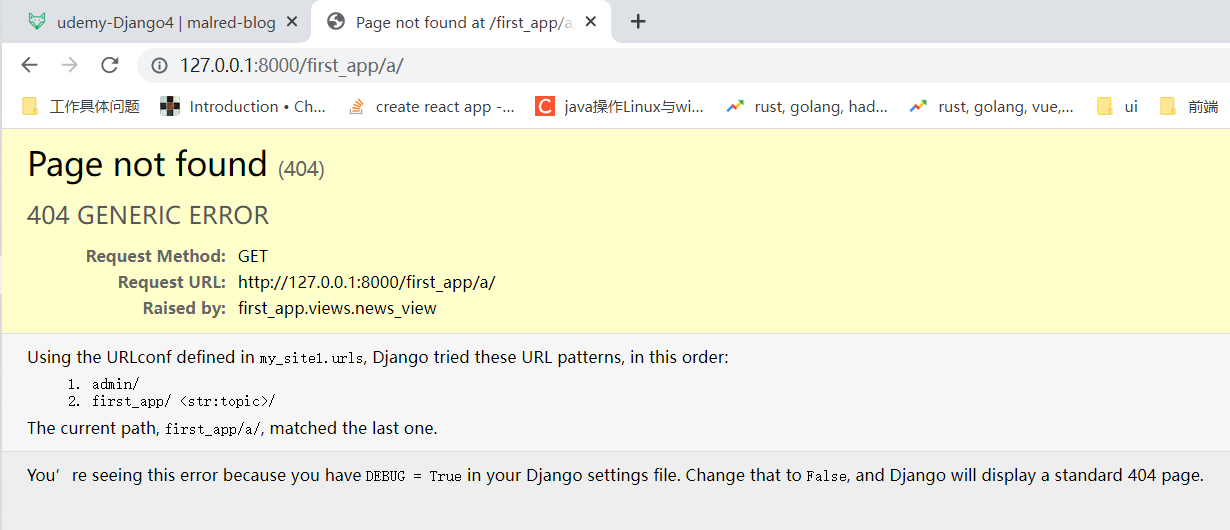 udemy-Django4 | malred-blog
Page not found at /first_app/a
127.0.0.1:8000/first_app/a/
工作具体问题 Introduction • Ch... create react app -... java操作Linux与wi... rust, golang, had... rust, golang, vue,... ui 前端
Page not found (404)
404 GENERIC ERROR
Request Method: GET
Request URL: http://127.0.0.1:8000/first_app/a/
Raised by: first_app.views.news_view
Using the URLconf defined in my_site1.urls, Django tried these URL patterns, in this order:
1. admin/
2. first_app/ <str:topic>/
The current path, first_app/a/, matched the last one.
You’re seeing this error because you have DEBUG = True in your Django settings file. Change that to False, and Django will display a standard 404 page.